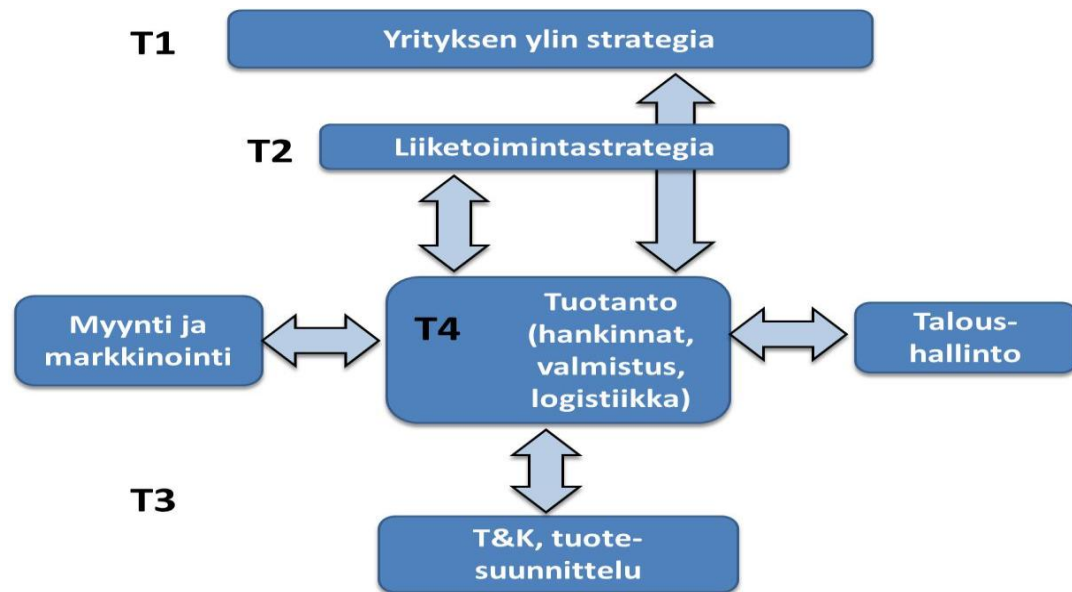 T1
Yrityksen ylin strategia
T2
Liiketoimintastrategia
Myynti ja
markkinointi
T4
Tuotanto
(hankinnat,
valmistus,
logistiikka)
Talous-
hallinto
T3
T&K, tuote-
suunnittelu